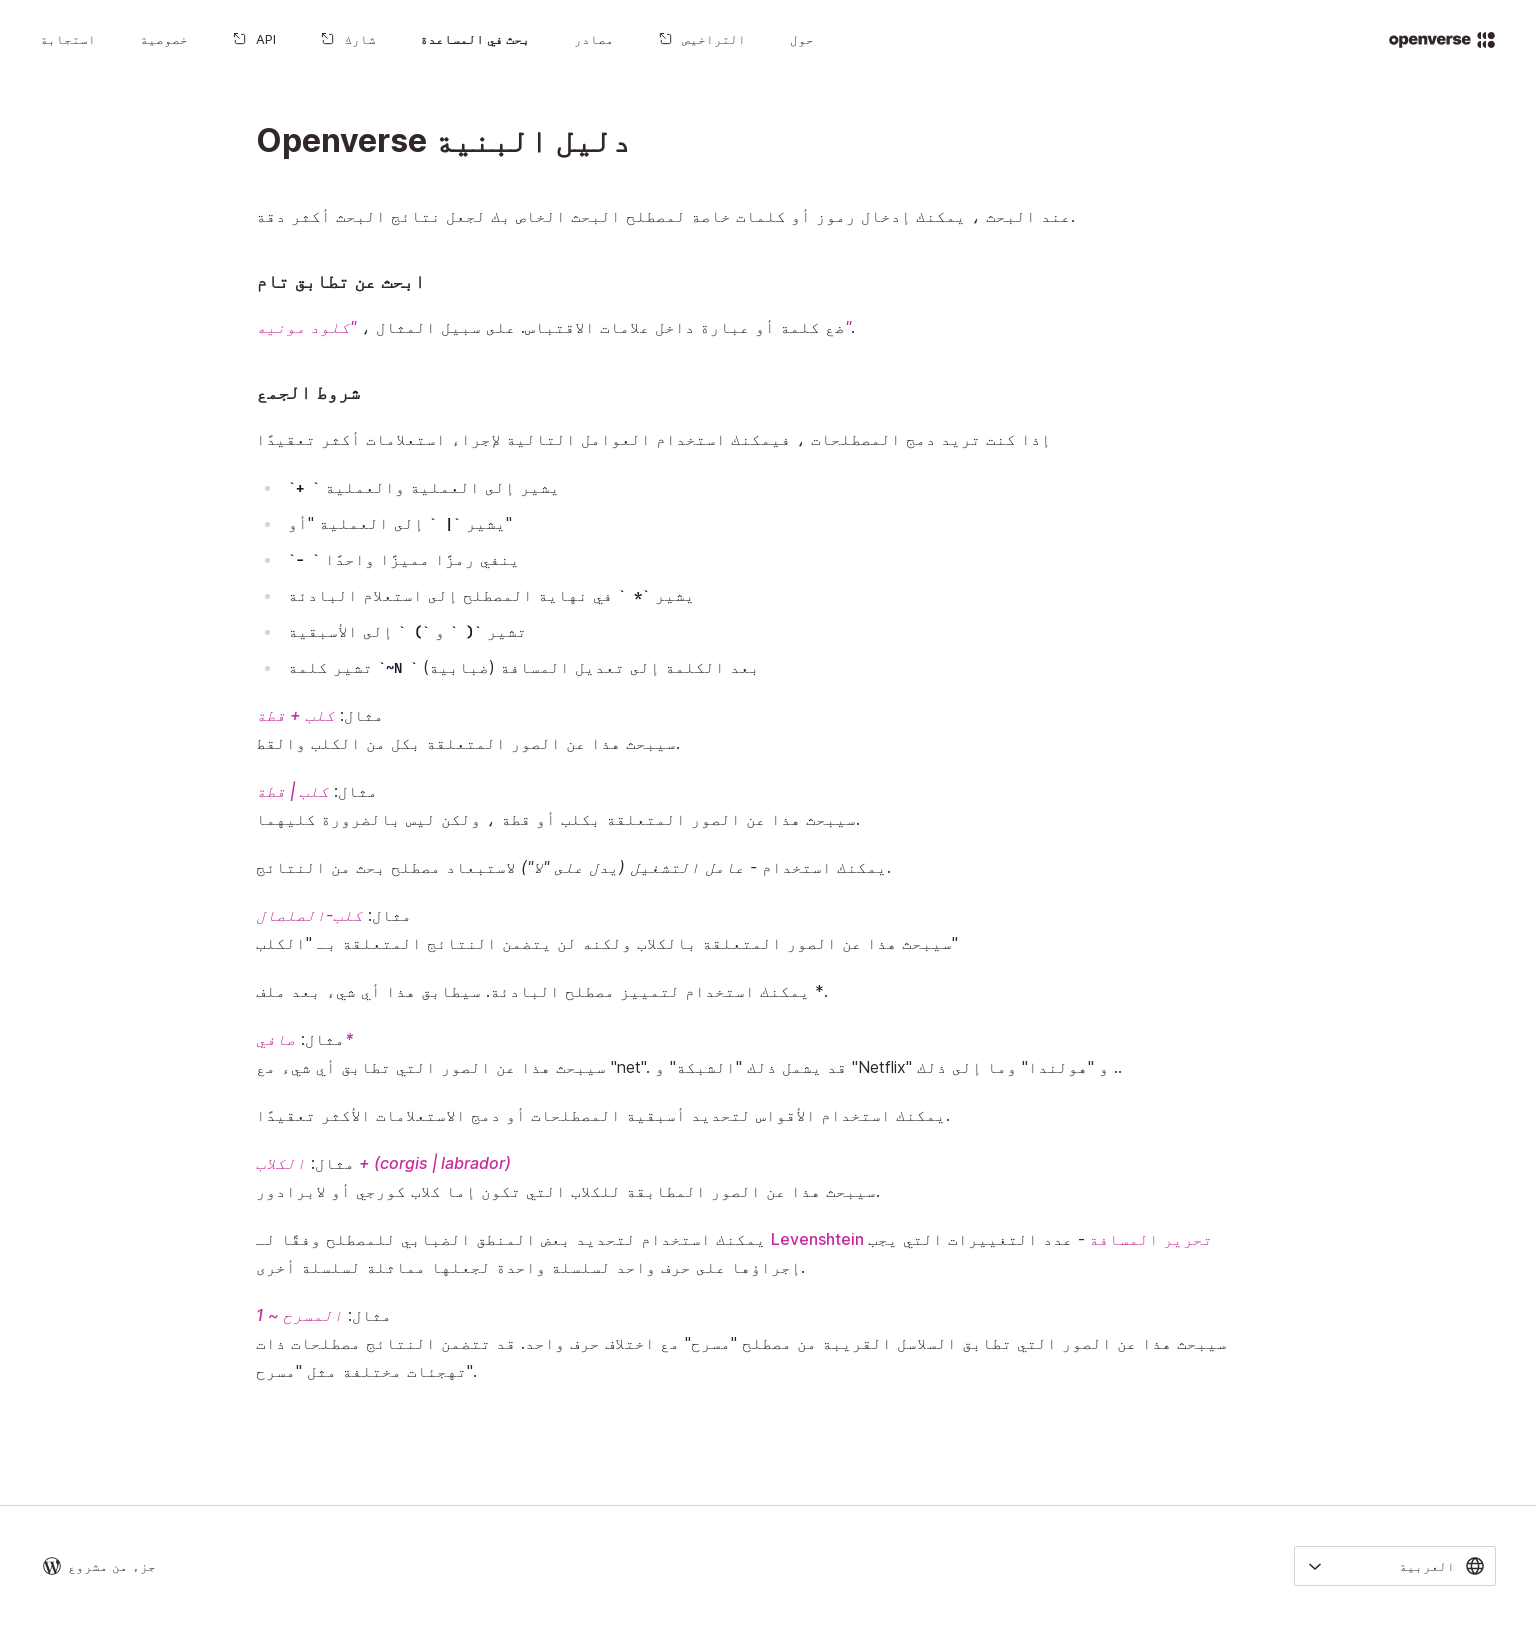 openverse
حول
التراخيص
مصادر
بحث في المساعدة
شارك
API
خصوصية
استجابة
Openverse دليل البنية
عند البحث ، يمكنك إدخال رموز أو كلمات خاصة لمصطلح البحث الخاص بك لجعل نتائج البحث أكثر دقة.
ابحث عن تطابق تام
ضع كلمة أو عبارة داخل علامات الاقتباس. على سبيل المثال ، "كلود مونيه".
شروط الجمع
إذا كنت تريد دمج المصطلحات ، فيمكنك استخدام العوامل التالية لإجراء استعلامات أكثر تعقيدًا
`+ ` يشير إلى العملية والعملية
يشير `| ` إلى العملية "أو"
`- ` ينفي رمزًا مميزًا واحدًا
يشير `* ` في نهاية المصطلح إلى استعلام البادئة
تشير `( ` و `) ` إلى الأسبقية
تشير كلمة `~N ` بعد الكلمة إلى تعديل المسافة (ضبابية)
مثال: كلب + قطة
سيبحث هذا عن الصور المتعلقة بكل من الكلب والقط.
مثال: كلب | قطة
سيبحث هذا عن الصور المتعلقة بكلب أو قطة ، ولكن ليس بالضرورة كليهما.
يمكنك استخدام - عامل التشغيل (يدل على "لا") لاستبعاد مصطلح بحث من النتائج.
مثال: كلب-الصلصال
سيبحث هذا عن الصور المتعلقة بالكلاب ولكنه لن يتضمن النتائج المتعلقة بـ "الكلب"
يمكنك استخدام لتمييز مصطلح البادئة. سيطابق هذا أي شيء بعد ملف *.
مثال: صافي*
سيبحث هذا عن الصور التي تطابق أي شيء مع "net". قد يشمل ذلك "الشبكة" و "Netflix" و "هولندا" وما إلى ذلك ..
يمكنك استخدام الأقواس لتحديد أسبقية المصطلحات أو دمج الاستعلامات الأكثر تعقيدًا.
مثال: الكلاب + (corgis | labrador)
سيبحث هذا عن الصور المطابقة للكلاب التي تكون إما كلاب كورجي أو لابرادور.
يمكنك استخدام لتحديد بعض المنطق الضبابي للمصطلح وفقًا لـ Levenshtein تحرير المسافة - عدد التغييرات التي يجب
إجراؤها على حرف واحد لسلسلة واحدة لجعلها مماثلة لسلسلة أخرى.
مثال: المسرح ~ 1
سيبحث هذا عن الصور التي تطابق السلاسل القريبة من مصطلح "مسرح" مع اختلاف حرف واحد. قد تتضمن النتائج مصطلحات ذات
تهجئات مختلفة مثل "مسرح".
العربية
جزء من مشروع